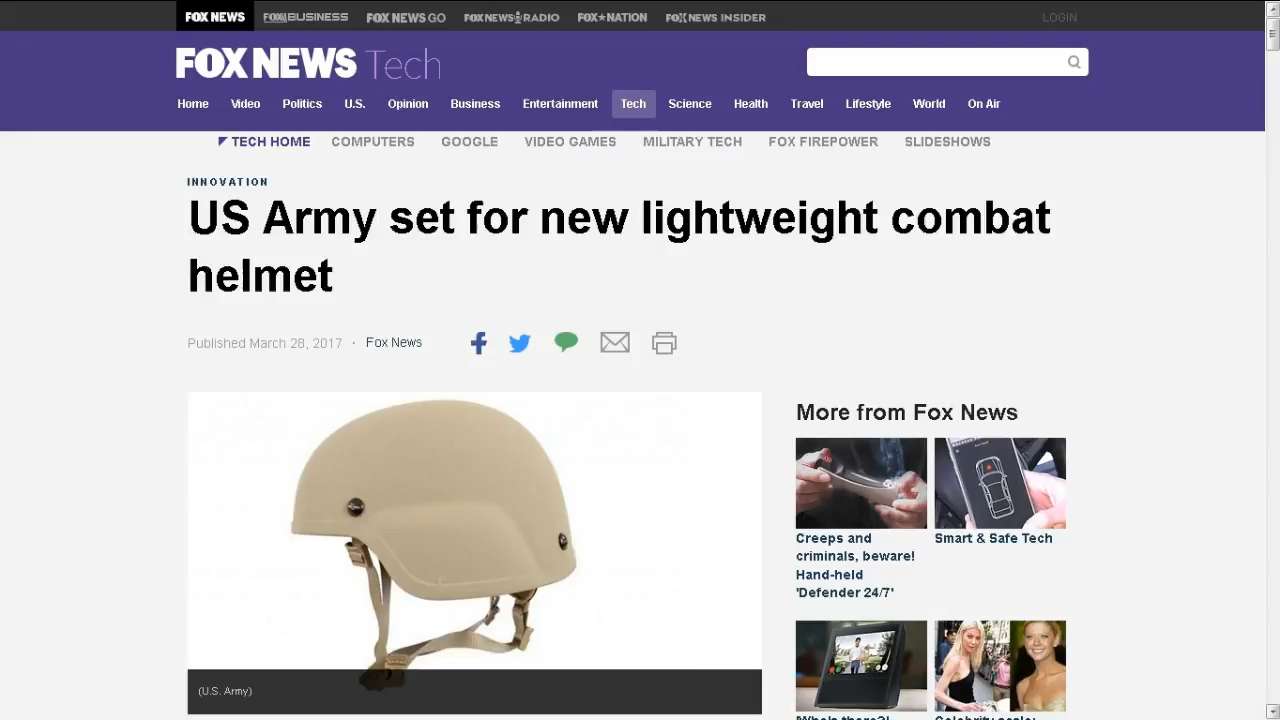 FOX NEWS FOX BUSINESS FOX NEWS GO FOX NEWS RADIO FOX NATION FOX NEWS INSIDER LOGIN
FOX NEWS Tech
Home Video Politics U.S. Opinion Business Entertainment Tech Science Health Travel Lifestyle World On Air
TECH HOME COMPUTERS GOOGLE VIDEO GAMES MILITARY TECH FOX FIREPOWER SLIDESHOWS
INNOVATION
US Army set for new lightweight combat
helmet
Published March 28, 2017 · Fox News
(U.S. Army)
More from Fox News
Creeps and
criminals, beware!
Hand-held
'Defender 24/7'
Smart & Safe Tech